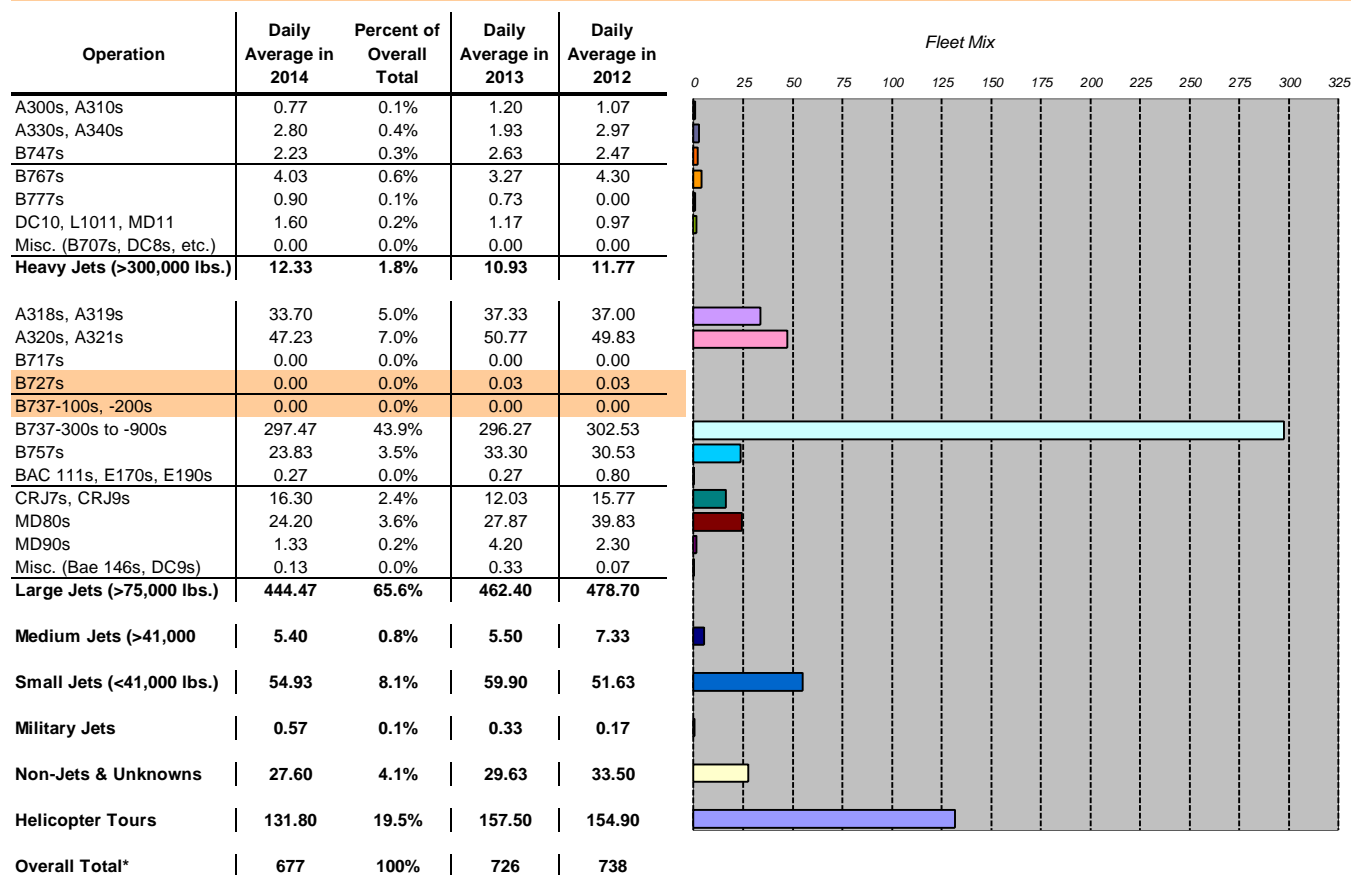 Operation Daily Average in 2014 Percent of Overall Total Daily Average in 2013 Daily Average in 2012
Fleet Mix
0 25 50 75 100 125 150 175 200 225 250 275 300 325
A300s, A310s 0.77 0.1% 1.20 1.07
A330s, A340s 2.80 0.4% 1.93 2.97
B747s 2.23 0.3% 2.63 2.47
B767s 4.03 0.6% 3.27 4.30
B777s 0.90 0.1% 0.73 0.00
DC10, L1011, MD11 1.60 0.2% 1.17 0.97
Misc. (B707s, DC8s, etc.) 0.00 0.0% 0.00 0.00
Heavy Jets (>300,000 lbs.) 12.33 1.8% 10.93 11.77
A318s, A319s 33.70 5.0% 37.33 37.00
A320s, A321s 47.23 7.0% 50.77 49.83
B717s 0.00 0.0% 0.00 0.00
B727s 0.00 0.0% 0.03 0.03
B737-100s, -200s 0.00 0.0% 0.00 0.00
B737-300s to -900s 297.47 43.9% 296.27 302.53
B757s 23.83 3.5% 33.30 30.53
BAC 111s, E170s, E190s 0.27 0.0% 0.27 0.80
CRJ7s, CRJ9s 16.30 2.4% 12.03 15.77
MD80s 24.20 3.6% 27.87 39.83
MD90s 1.33 0.2% 4.20 2.30
Misc. (Bae 146s, DC9s) 0.13 0.0% 0.33 0.07
Large Jets (>75,000 lbs.) 444.47 65.6% 462.40 478.70
Medium Jets (>41,000 5.40 0.8% 5.50 7.33
Small Jets (<41,000 lbs.) 54.93 8.1% 59.90 51.63
Military Jets 0.57 0.1% 0.33 0.17
Non-Jets & Unknowns 27.60 4.1% 29.63 33.50
Helicopter Tours 131.80 19.5% 157.50 154.90
Overall Total* 677 100% 726 738